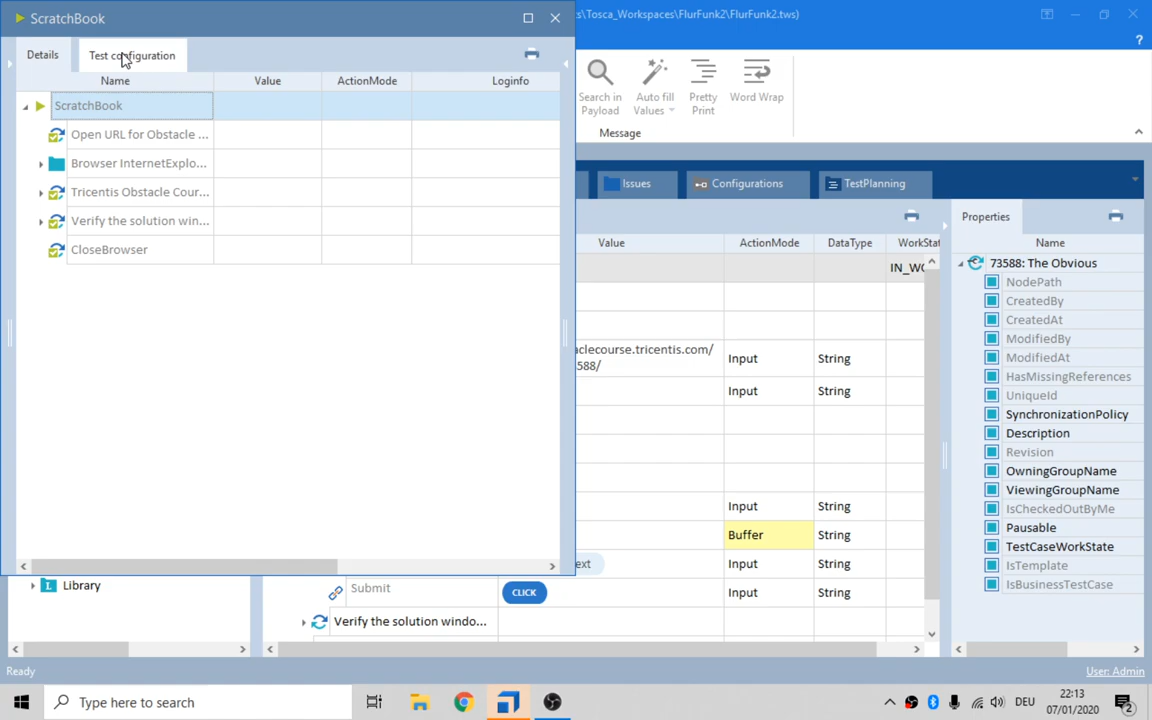 ScratchBook
s\Tosca_Workspaces\FlurFunk2\FlurFunk2.tws)
?
Details
Test configuration
Name
Value
ActionMode
Loginfo
ScratchBook
Open URL for Obstacle ...
Browser InternetExplo...
Tricentis Obstacle Cour...
Verify the solution win...
CloseBrowser
Search in
Payload
Auto fill
Values
Pretty
Print
Word Wrap
Message
Issues
Configurations
TestPlanning
Value
ActionMode
DataType
WorkStat
IN_WO
aclecourse.tricentis.com/
588/
Input
String
Input
String
Input
String
Buffer
String
ext
Input
String
Submit
CLICK
Input
String
Verify the solution windo...
L
Library
Properties
Name
73588: The Obvious
NodePath
CreatedBy
CreatedAt
ModifiedBy
ModifiedAt
HasMissingReferences
UniqueId
SynchronizationPolicy
Description
Revision
OwningGroupName
ViewingGroupName
IsCheckedOutByMe
Pausable
TestCaseWorkState
IsTemplate
IsBusinessTestCase
Ready
User: Admin
Type here to search
DEU
22:13
07/01/2020
2